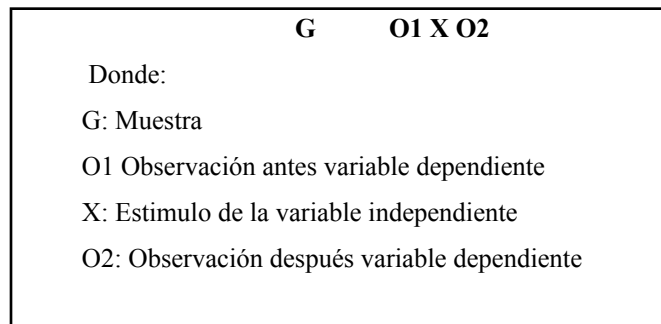 G O1 X O2
Donde:
G: Muestra
O1 Observación antes variable dependiente
X: Estimulo de la variable independiente
O2: Observación después variable dependiente